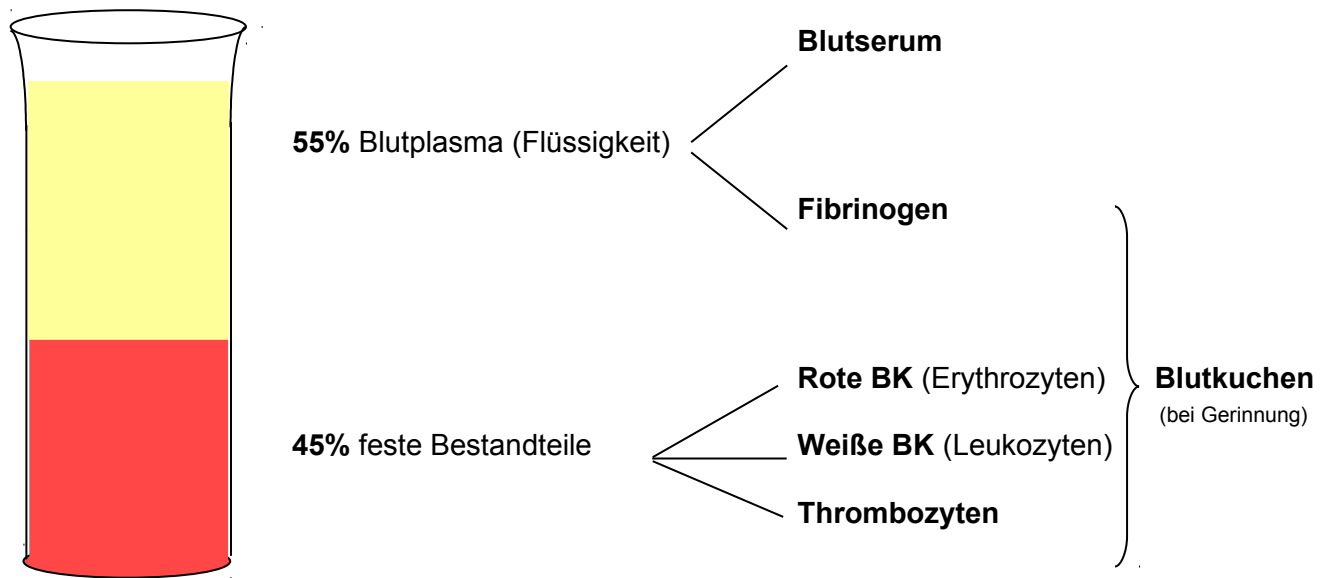 Blutserum
55% Blutplasma (Flüssigkeit)
Fibrinogen
Rote BK (Erythrozyten)
Blutkuchen
(bei Gerinnung)
45% feste Bestandteile
Weiße BK (Leukozyten)
Thrombozyten